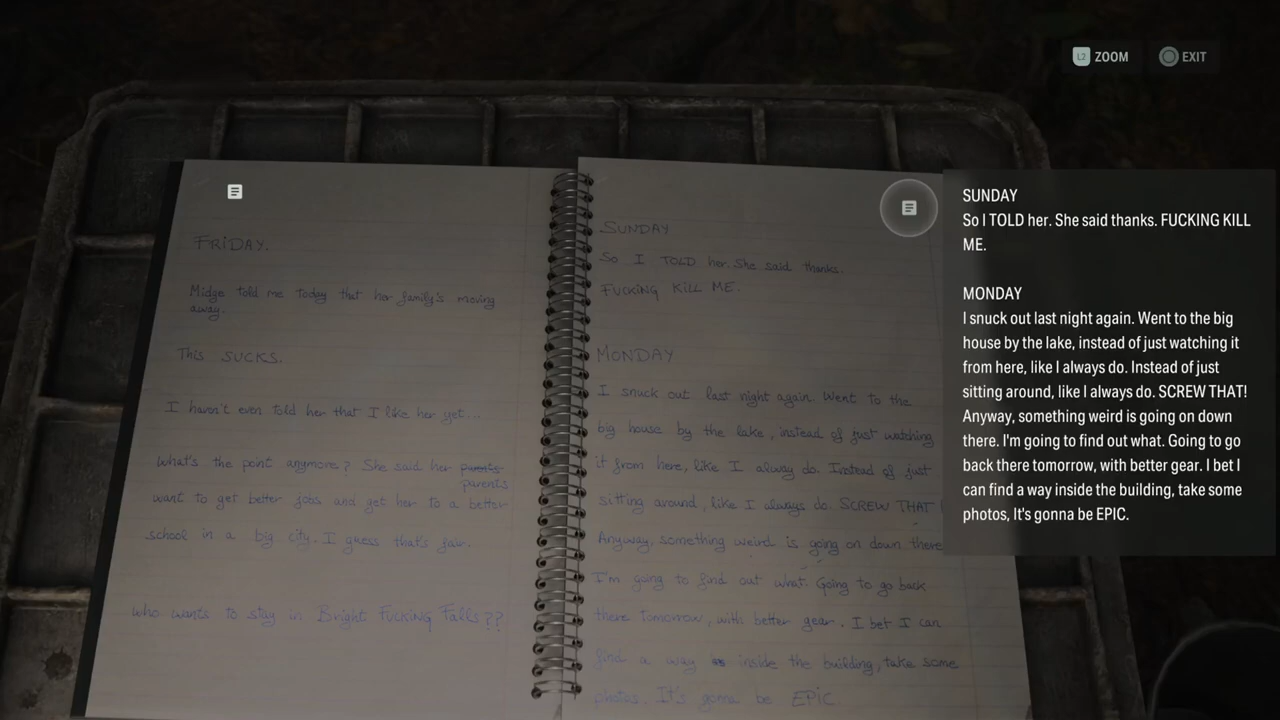 L2 ZOOM EXIT
FRIDAY.
Midge told me today that her family's moving
away.
This SUCKS.
I haven't even told her that I like her yet...
what's the point anymore? She said her parents
parents
want to get better jobs and get her to a better
school in a big city. I guess that's fair.
who wants to stay in Bright FUCKING Falls??
SUNDAY
So I TOLD her. She said thanks.
FUCKING KILL ME.
MONDAY
I snuck out last night again. Went to the
big house by the lake, instead of just watching
it from here, like I always do. Instead of just
sitting around, like I always do. SCREW THAT!
Anyway, something weird is going on down there
I'm going to find out what. Going to go back
there tomorrow, with better gear. I bet I can
find a way inside the building, take some
photos. It's gonna be EPIC
SUNDAY
So I TOLD her. She said thanks. FUCKING KILL
ME.
MONDAY
I snuck out last night again. Went to the big
house by the lake, instead of just watching it
from here, like I always do. Instead of just
sitting around, like I always do. SCREW THAT!
Anyway, something weird is going on down
there. I'm going to find out what. Going to go
back there tomorrow, with better gear. I bet I
can find a way inside the building, take some
photos, It's gonna be EPIC.